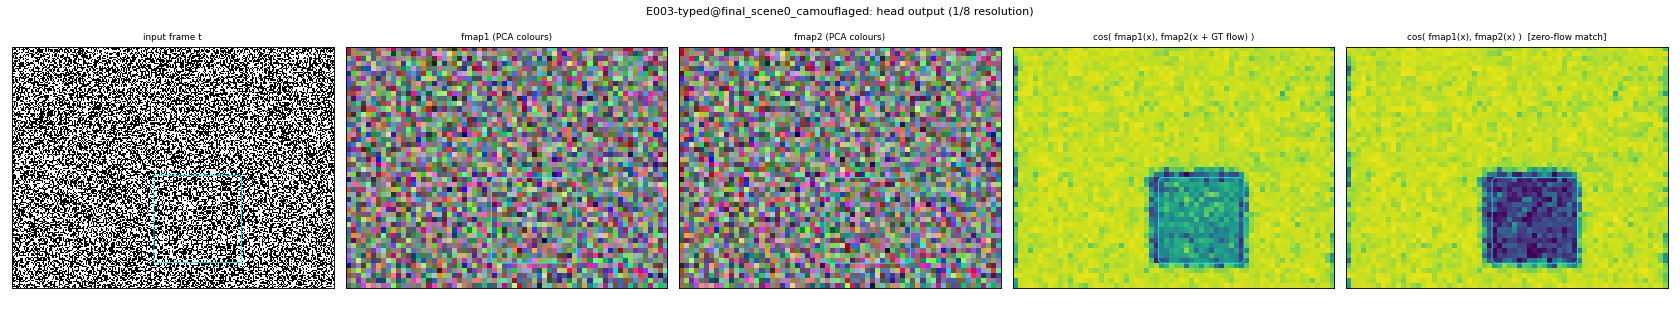 E003-typed@final_scene0_camouflaged: head output (1/8 resolution)
input frame t
fmap1 (PCA colours)
fmap2 (PCA colours)
cos( fmap1(x), fmap2(x + GT flow) )
cos( fmap1(x), fmap2(x) )  [zero-flow match]